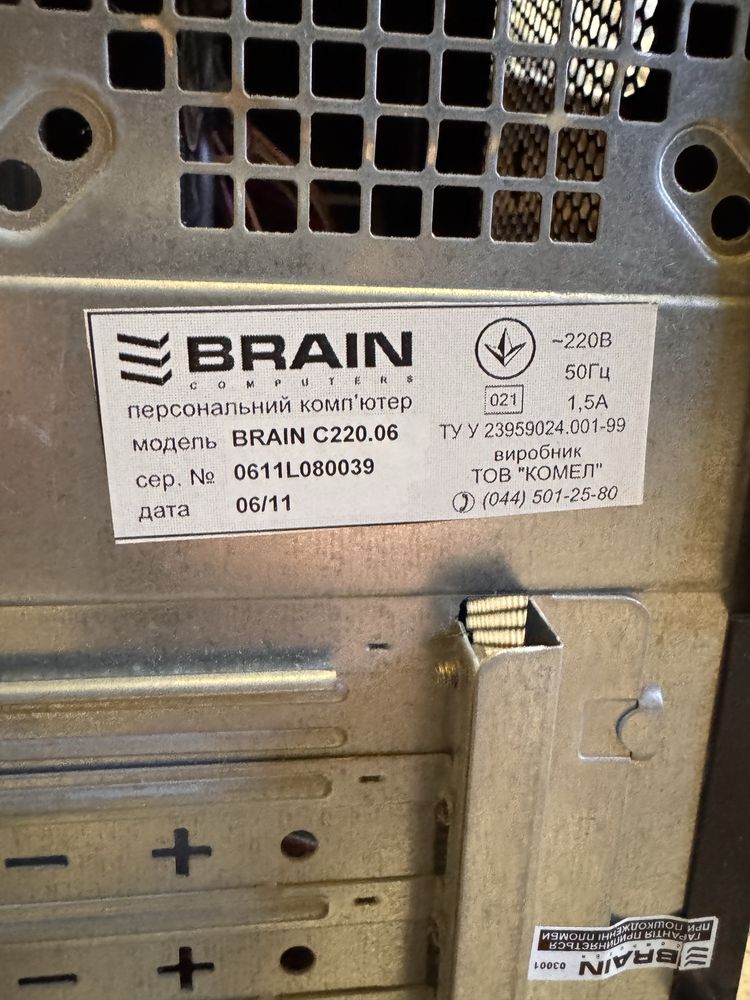 BRAIN
COMPUTERS
персональний комп'ютер
модель BRAIN C220.06
сер. № 0611L080039
дата 06/11
~220В
50Гц
021 1,5А
ТУ У 23959024.001-99
виробник
ТОВ "КОМЕЛ"
(044) 501-25-80
BRAIN
COMPUTERS
03001
ГАРАНТІЯ ПРИПИНЯЄТЬСЯ
ПРИ ПОШКОДЖЕННІ ПЛОМБИ